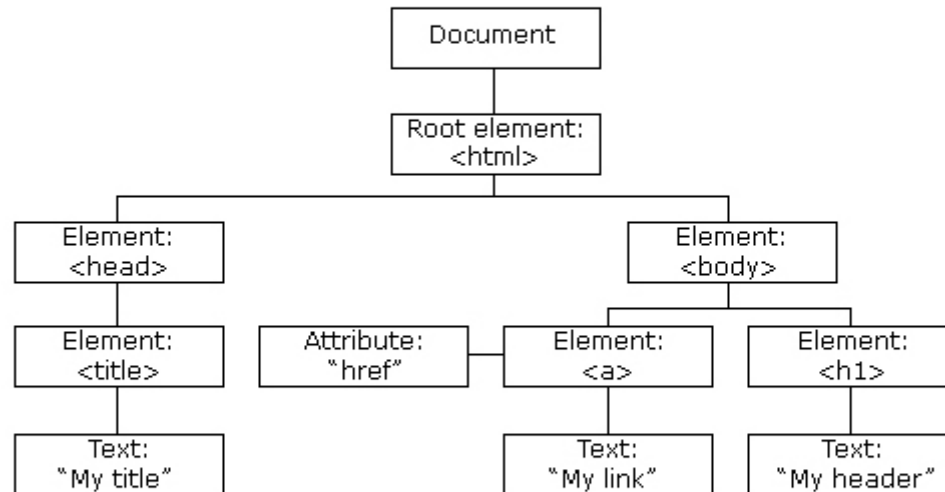 Document
Root element:
<html>
Element:
<head>
Element:
<body>
Element:
<title>
Attribute:
“href”
Element:
<a>
Element:
<h1>
Text:
“My title”
Text:
“My link”
Text:
“My header”